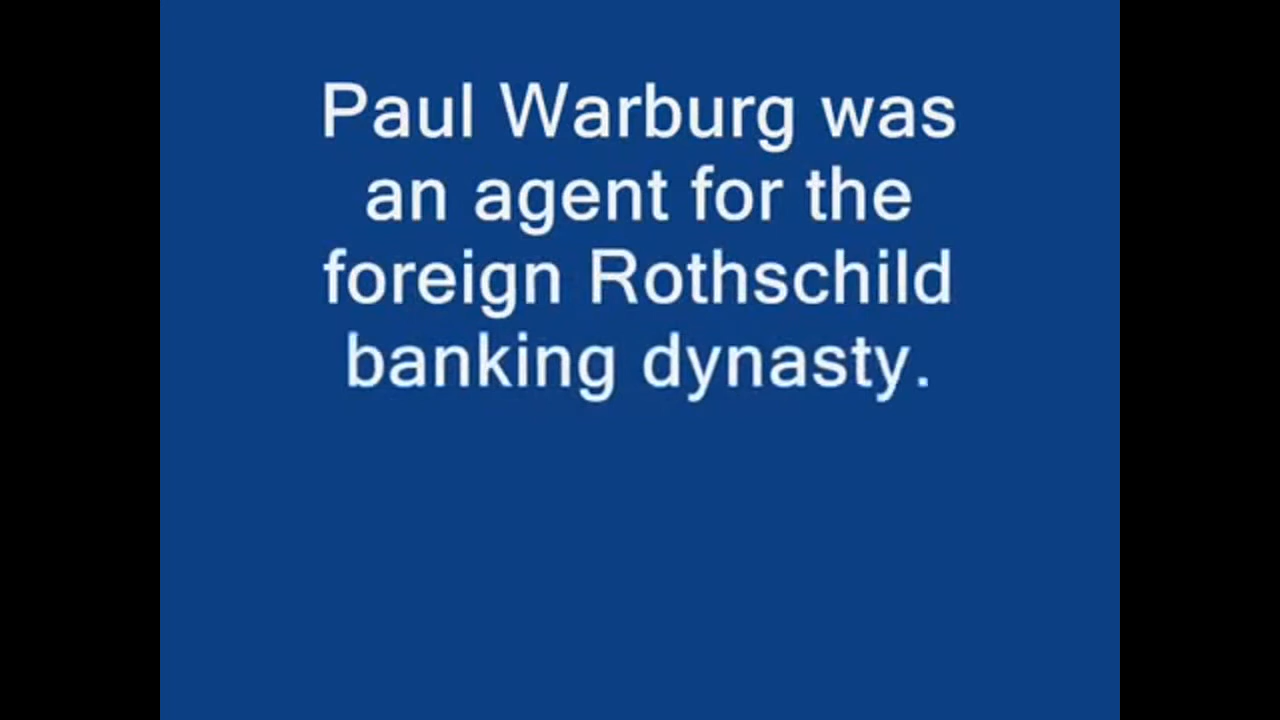 Paul Warburg was
an agent for the
foreign Rothschild
banking dynasty.